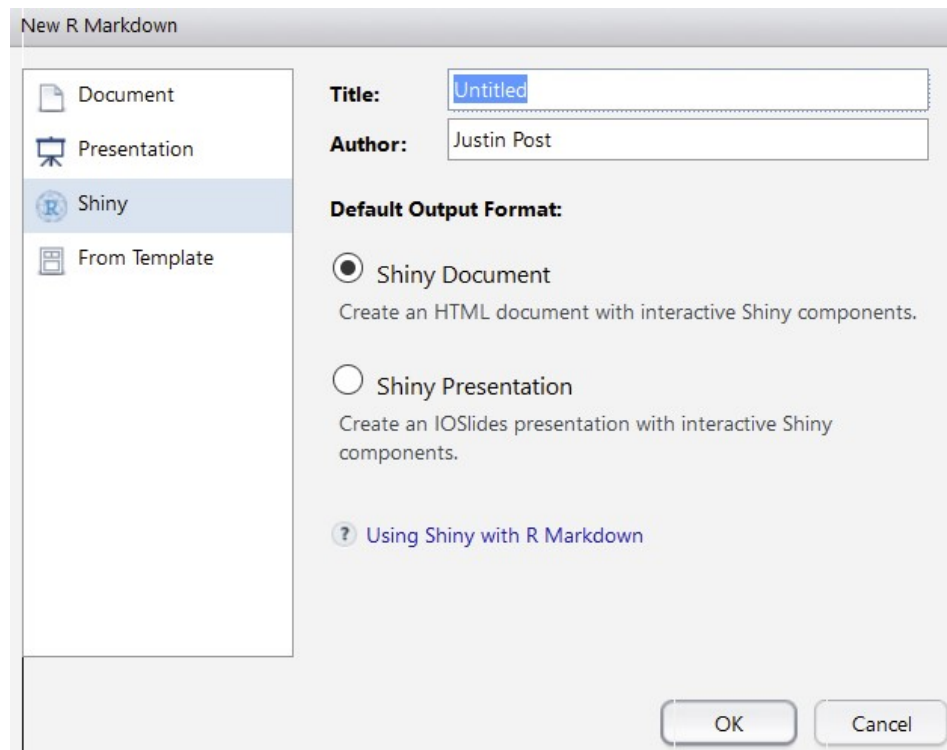 New R Markdown
Document
Presentation
Shiny
From Template
Title: Untitled
Author: Justin Post
Default Output Format:
Shiny Document
Create an HTML document with interactive Shiny components.
Shiny Presentation
Create an IOSlides presentation with interactive Shiny
components.
? Using Shiny with R Markdown
OK Cancel